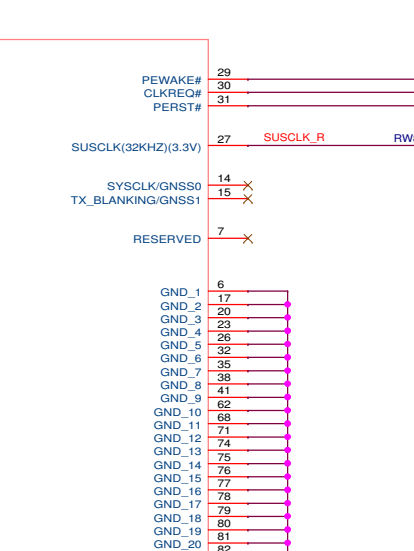 PEWAKE# 29
CLKREQ# 30
PERST# 31
SUSCLK(32KHZ)(3.3V) 27 SUSCLK_R
SYSCLK/GNSS0 14
TX_BLANKING/GNSS1 15
RESERVED 7
GND_1 6
GND_2 17
GND_3 20
GND_4 23
GND_5 26
GND_6 32
GND_7 35
GND_8 38
GND_9 41
GND_10 62
GND_11 68
GND_12 71
GND_13 74
GND_14 75
GND_15 76
GND_16 77
GND_17 78
GND_18 79
GND_19 80
GND_20 81
82